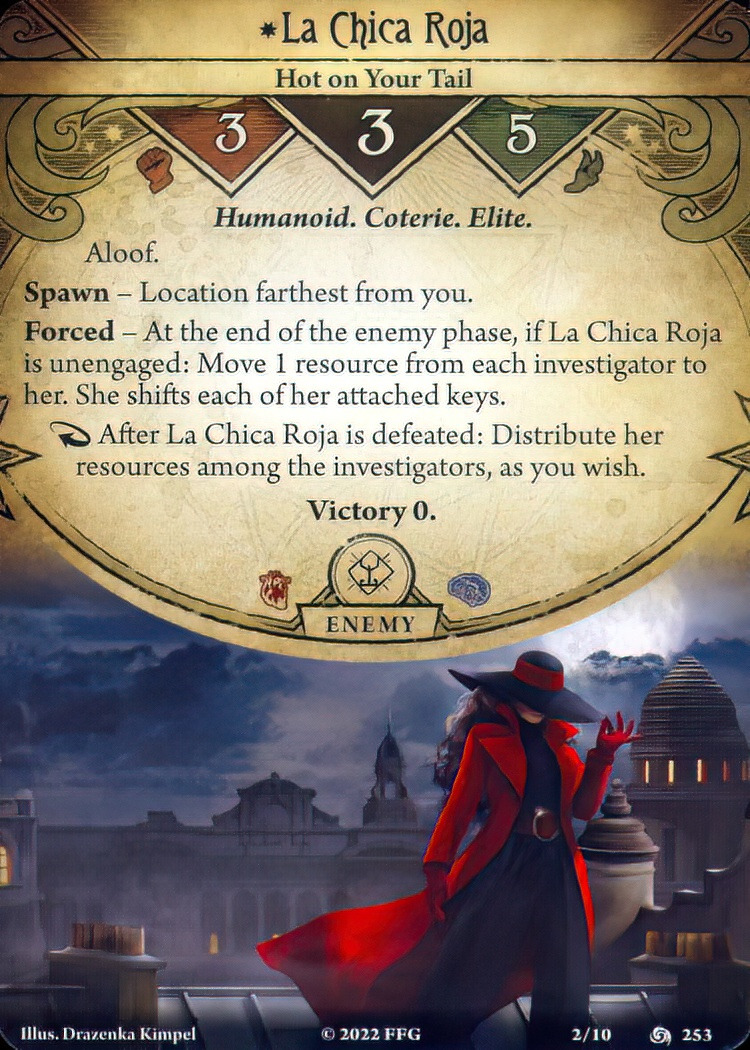 La Chica Roja
Hot on Your Tail
3 3 5
Humanoid. Coterie. Elite.
Aloof.
Spawn – Location farthest from you.
Forced – At the end of the enemy phase, if La Chica Roja
is unengaged: Move 1 resource from each investigator to
her. She shifts each of her attached keys.
After La Chica Roja is defeated: Distribute her
resources among the investigators, as you wish.
Victory 0.
ENEMY
Illus. Drazenka Kimpel © 2022 FFG 2/10 253